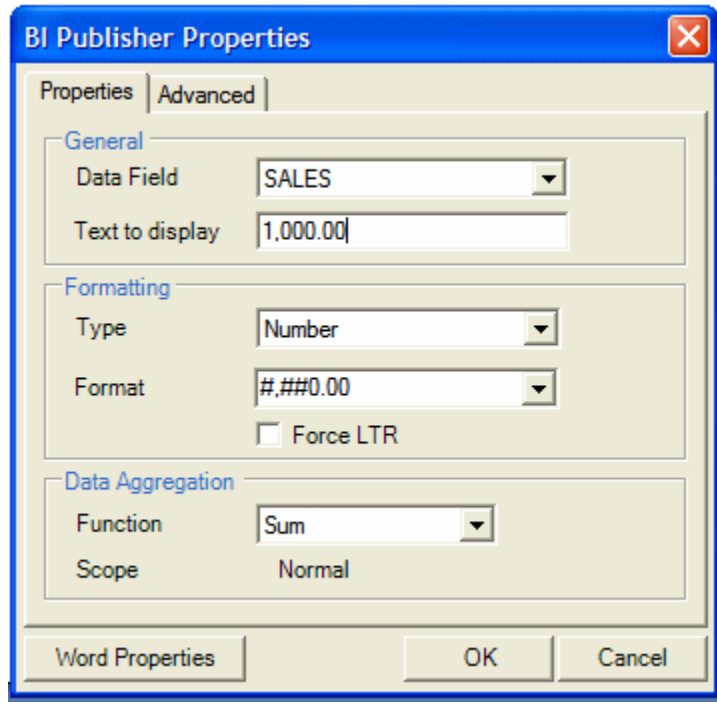 BI Publisher Properties
Properties Advanced
General
Data Field SALES
Text to display 1,000.00
Formatting
Type Number
Format #,##0.00
Force LTR
Data Aggregation
Function Sum
Scope Normal
Word Properties OK Cancel